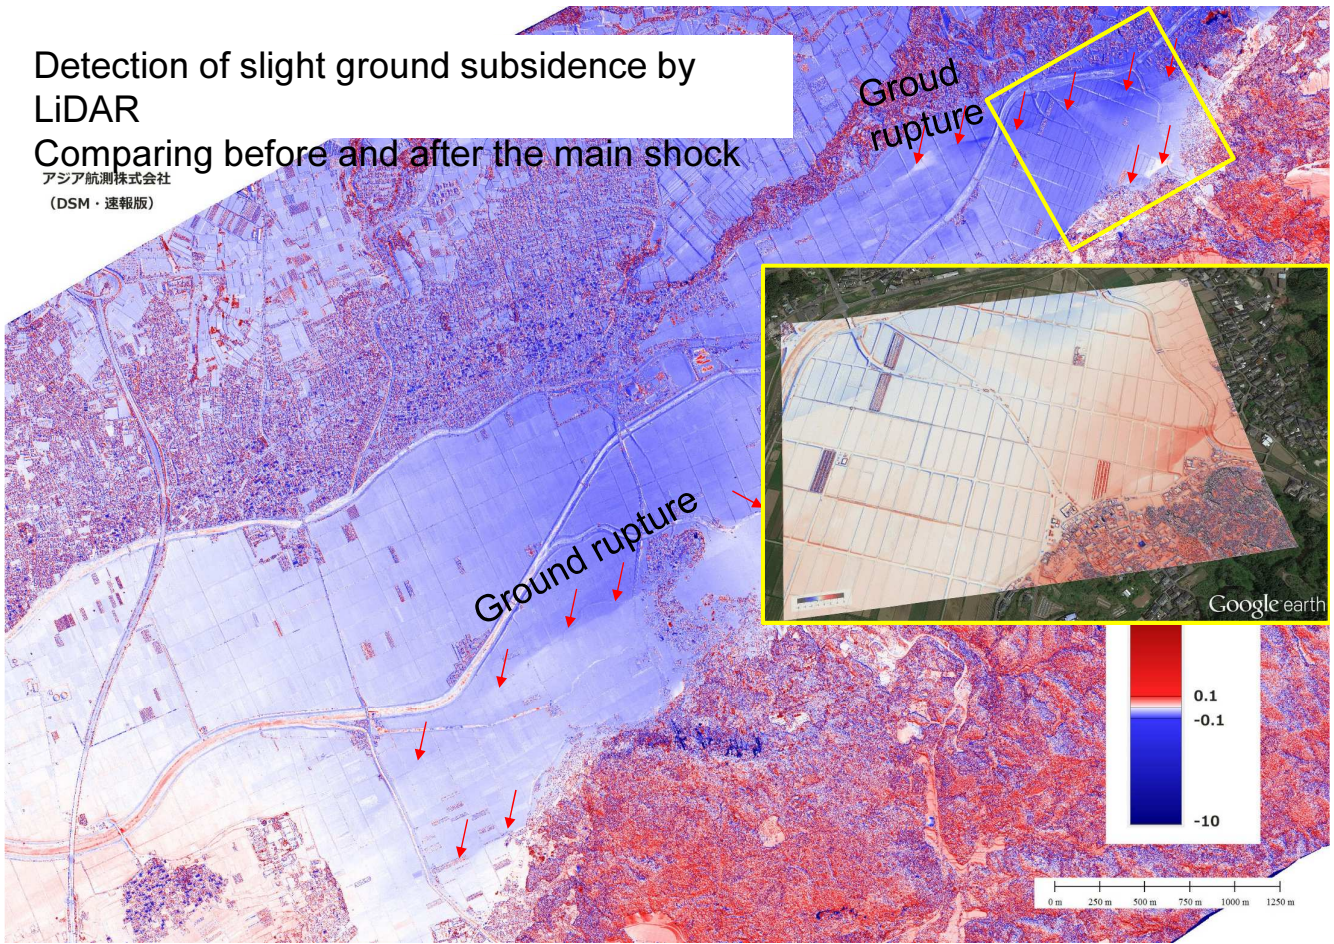 Detection of slight ground subsidence by
LiDAR
Comparing before and after the main shock
アジア航測株式会社
（DSM・速報版）
Groud
rupture
Ground rupture
Google earth
0.1
-0.1
-10
0 m 250 m 500 m 750 m 1000 m 1250 m